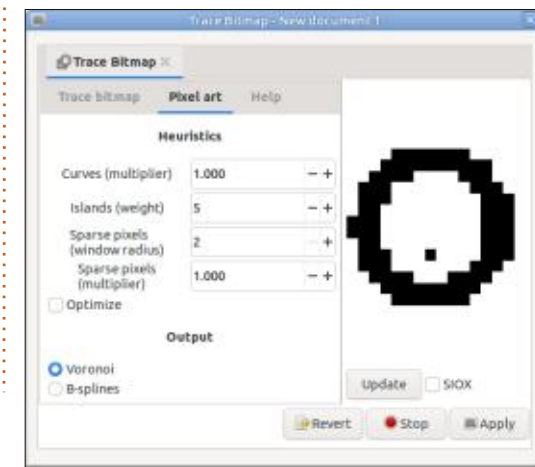 Trace Bitmap - New document 1
Trace Bitmap
Trace bitmap Pixel art Help
Heuristics
Curves (multiplier) 1.000
Islands (weight) 5
Sparse pixels
(window radius) 2
Sparse pixels
(multiplier) 1.000
Optimize
Output
Voronoi
B-splines
Update SIOX
Revert Stop Apply